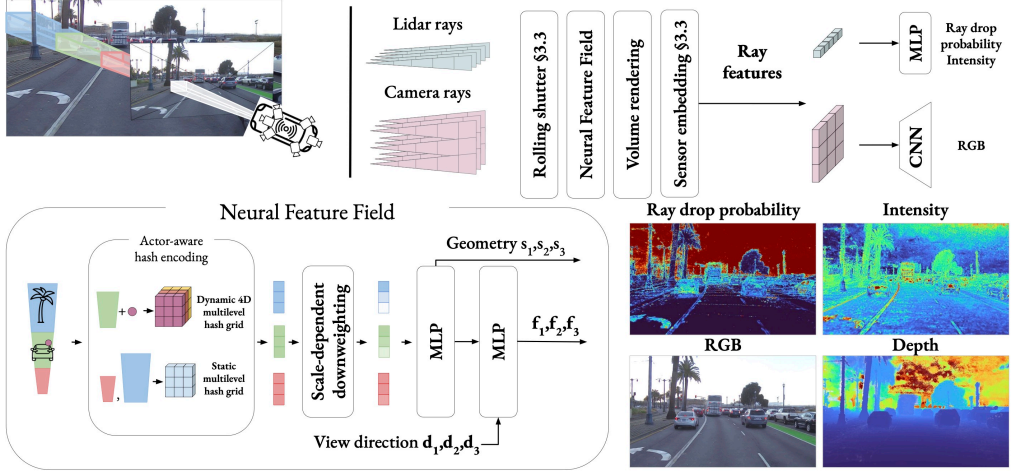 Lidar rays
Camera rays
Rolling shutter §3.3
Neural Feature Field
Volume rendering
Sensor embedding §3.3
Ray
features
MLP
Ray drop
probability
Intensity
CNN
RGB
Neural Feature Field
Actor-aware
hash encoding
+
Dynamic 4D
multilevel
hash grid
,
Static
multilevel
hash grid
Scale-dependent
downweighting
MLP
MLP
Geometry s₁,s₂,s₃
f₁,f₂,f₃
View direction d₁,d₂,d₃
Ray drop probability
Intensity
RGB
Depth